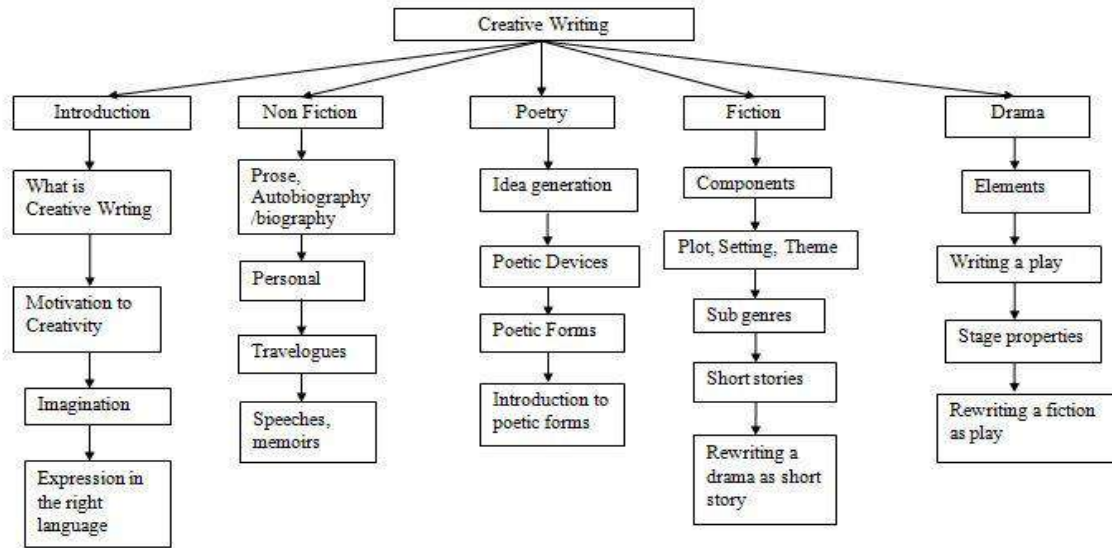 Creative Writing
Introduction
Non Fiction
Poetry
Fiction
Drama
What is
Creative Wrting
Motivation to
Creativity
Imagination
Expression in
the right
language
Prose,
Autobiography
/biography
Personal
Travelogues
Speeches,
memoirs
Idea generation
Poetic Devices
Poetic Forms
Introduction to
poetic forms
Components
Plot, Setting, Theme
Sub genres
Short stories
Rewriting a
drama as short
story
Elements
Writing a play
Stage properties
Rewriting a fiction
as play